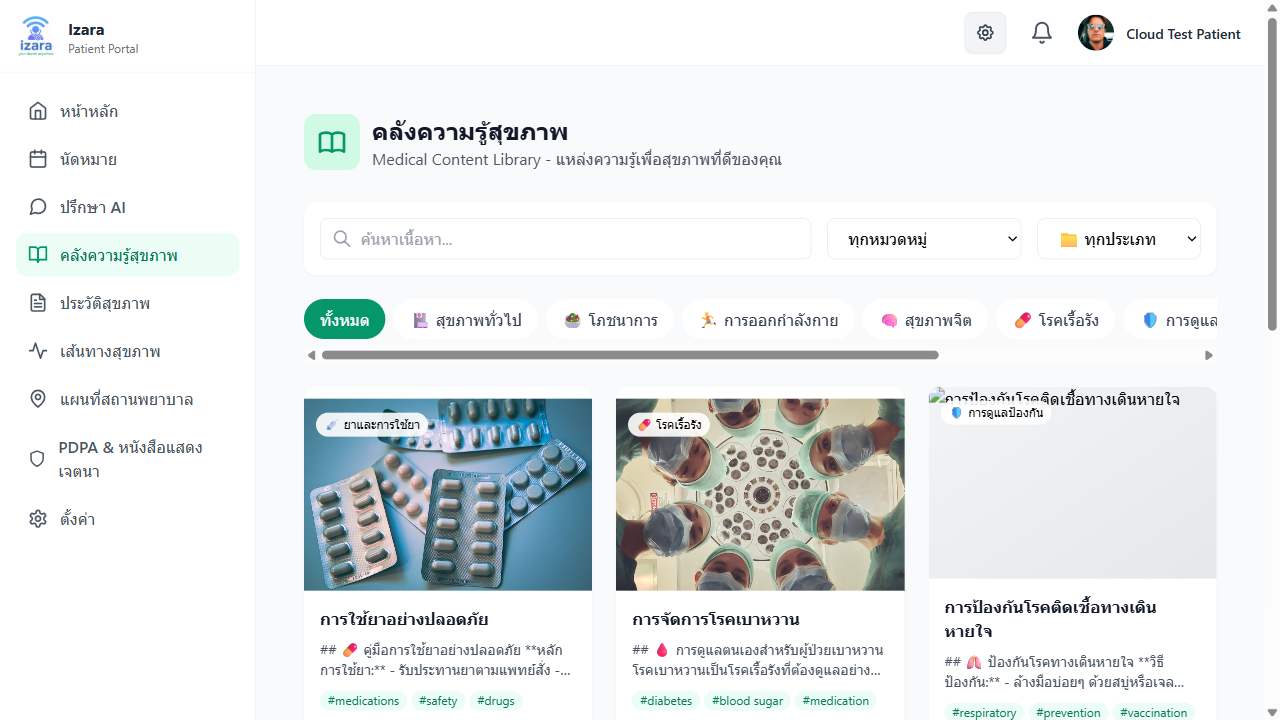 izara
Izara
Patient Portal
Cloud Test Patient
หน้าหลัก
นัดหมาย
ปรึกษา AI
คลังความรู้สุขภาพ
ประวัติสุขภาพ
เส้นทางสุขภาพ
แผนที่สถานพยาบาล
PDPA & หนังสือแสดง
เจตนา
ตั้งค่า
คลังความรู้สุขภาพ
Medical Content Library - แหล่งความรู้เพื่อสุขภาพที่ดีของคุณ
ค้นหาเนื้อหา...
ทุกหมวดหมู่
ทุกประเภท
ทั้งหมด
สุขภาพทั่วไป
โภชนาการ
การออกกำลังกาย
สุขภาพจิต
โรคเรื้อรัง
การดูแล
ยาและการใช้ยา
การใช้ยาอย่างปลอดภัย
## 💊 คู่มือการใช้ยาอย่างปลอดภัย **หลัก
การใช้ยา:** - รับประทานยาตามแพทย์สั่ง -...
#medications #safety #drugs
โรคเรื้อรัง
การจัดการโรคเบาหวาน
## 🩸 การดูแลตนเองสำหรับผู้ป่วยเบาหวาน
โรคเบาหวานเป็นโรคเรื้อรังที่ต้องดูแลอย่าง...
#diabetes #blood sugar #medication
การป้องกันโรคติดเชื้อทางเดินหายใจ
การดูแลป้องกัน
การป้องกันโรคติดเชื้อทางเดิน
หายใจ
## 🫁 ป้องกันโรคทางเดินหายใจ **วิธี
ป้องกัน:** - ล้างมือบ่อยๆ ด้วยสบู่หรือเจล...
#respiratory #prevention #vaccination